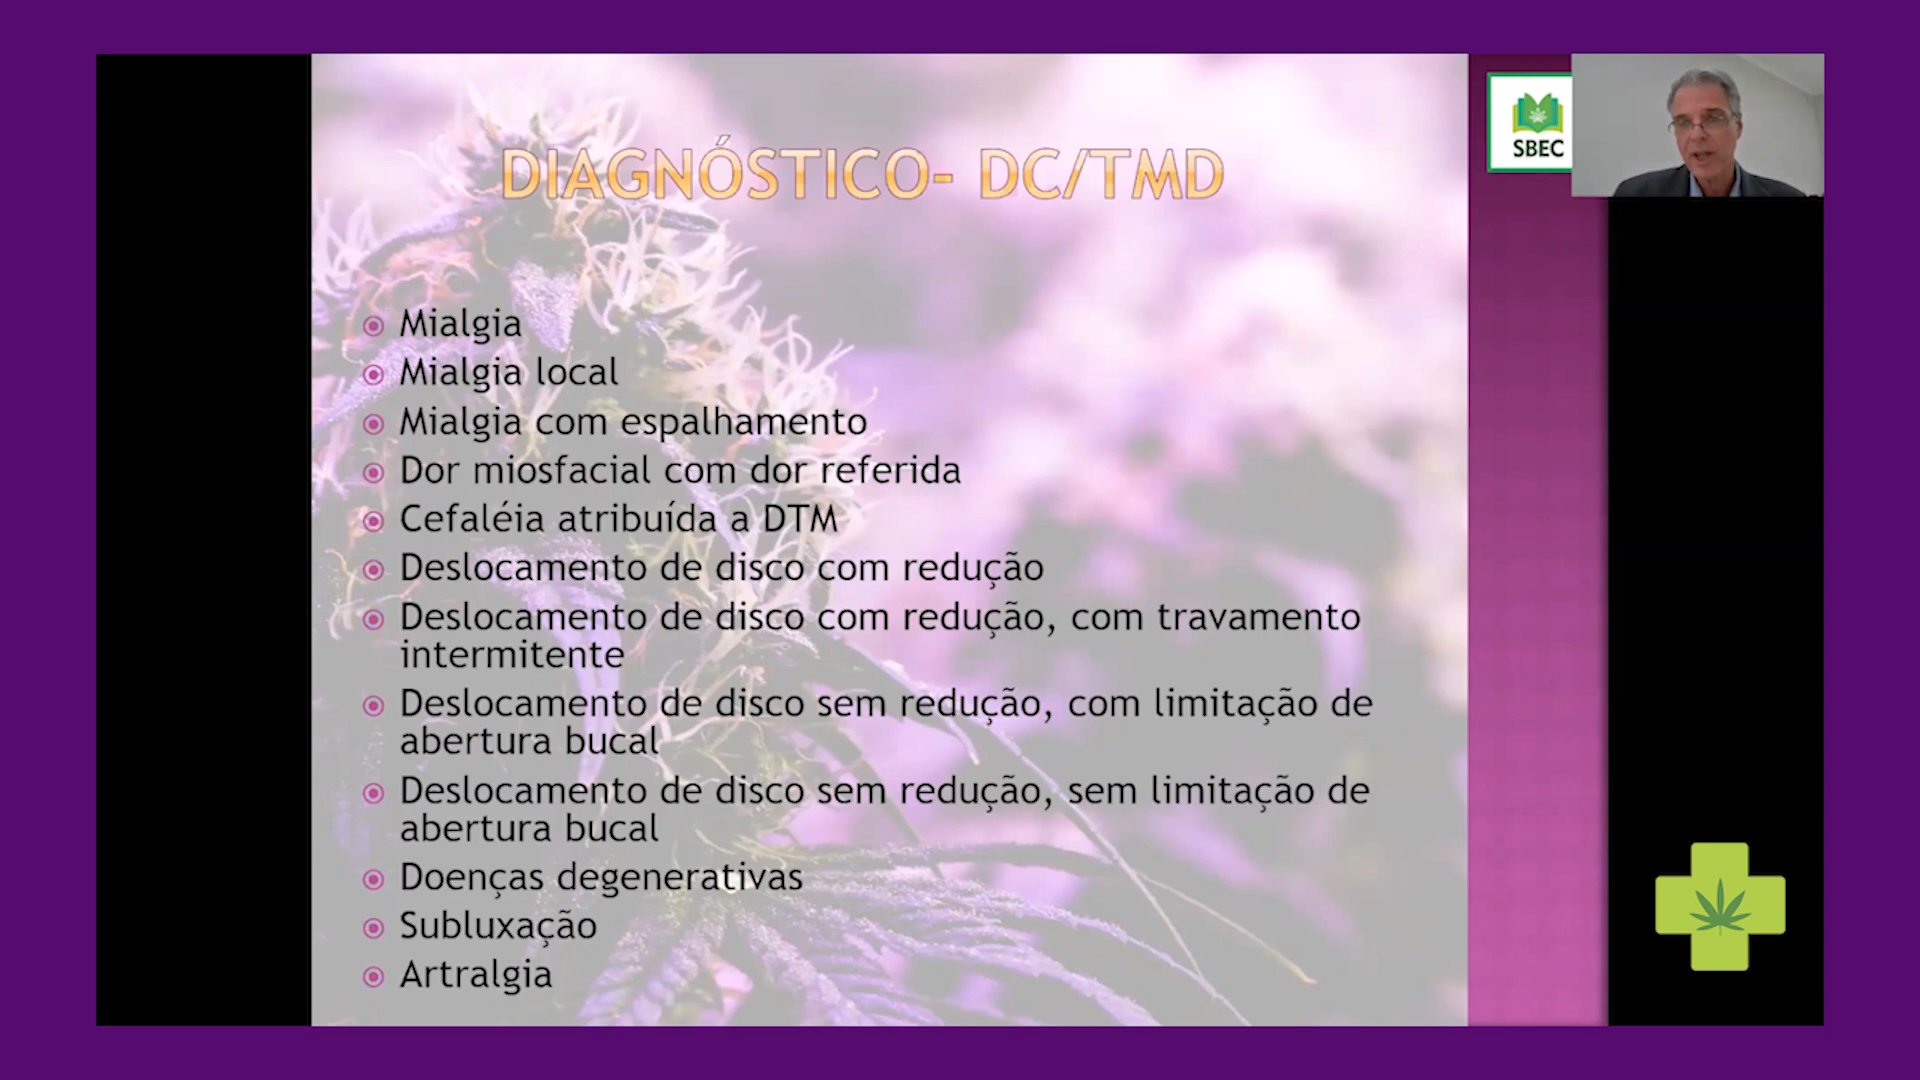 DIAGNÓSTICO- DC/TMD
SBEC
Mialgia
Mialgia local
Mialgia com espalhamento
Dor miosfacial com dor referida
Cefaléia atribuída a DTM
Deslocamento de disco com redução
Deslocamento de disco com redução, com travamento
intermitente
Deslocamento de disco sem redução, com limitação de
abertura bucal
Deslocamento de disco sem redução, sem limitação de
abertura bucal
Doenças degenerativas
Subluxação
Artralgia